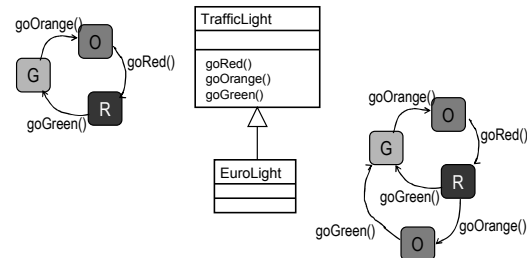 goOrange()
O
goRed()
G
R
goGreen()
TrafficLight
goRed()
goOrange()
goGreen()
EuroLight
goOrange()
O
goRed()
G
R
goGreen()
goOrange()
goGreen()
O